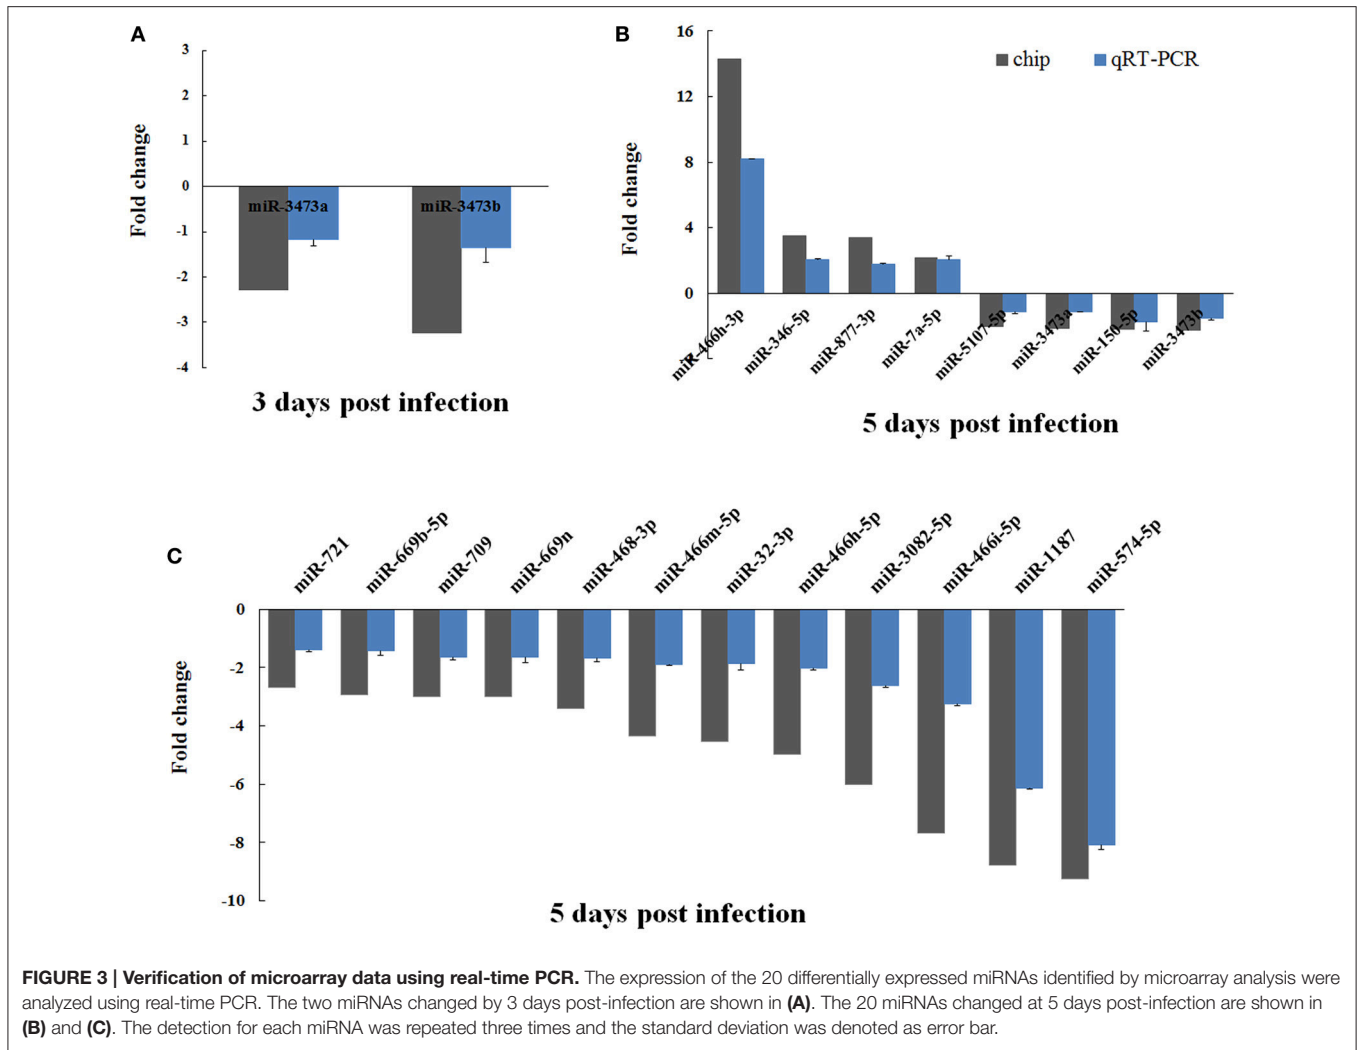 A
3
2
1
0
-1
-2
-3
-4
Fold change
miR-3473a
miR-3473b
3 days post infection
B
16
12
8
4
0
Fold change
chip
qRT-PCR
miR-466h-3p
miR-346-5p
miR-877-3p
miR-7a-5p
miR-5107-5p
miR-3473a
miR-150-5p
miR-3473b
5 days post infection
C
miR-721
miR-669b-5p
miR-709
miR-669n
miR-468-3p
miR-466m-5p
miR-32-3p
miR-466h-5p
miR-3082-5p
miR-466i-5p
miR-1187
miR-574-5p
0
-2
-4
-6
-8
-10
Fold change
5 days post infection
FIGURE 3 | Verification of microarray data using real-time PCR. The expression of the 20 differentially expressed miRNAs identified by microarray analysis were
analyzed using real-time PCR. The two miRNAs changed by 3 days post-infection are shown in (A). The 20 miRNAs changed at 5 days post-infection are shown in
(B) and (C). The detection for each miRNA was repeated three times and the standard deviation was denoted as error bar.